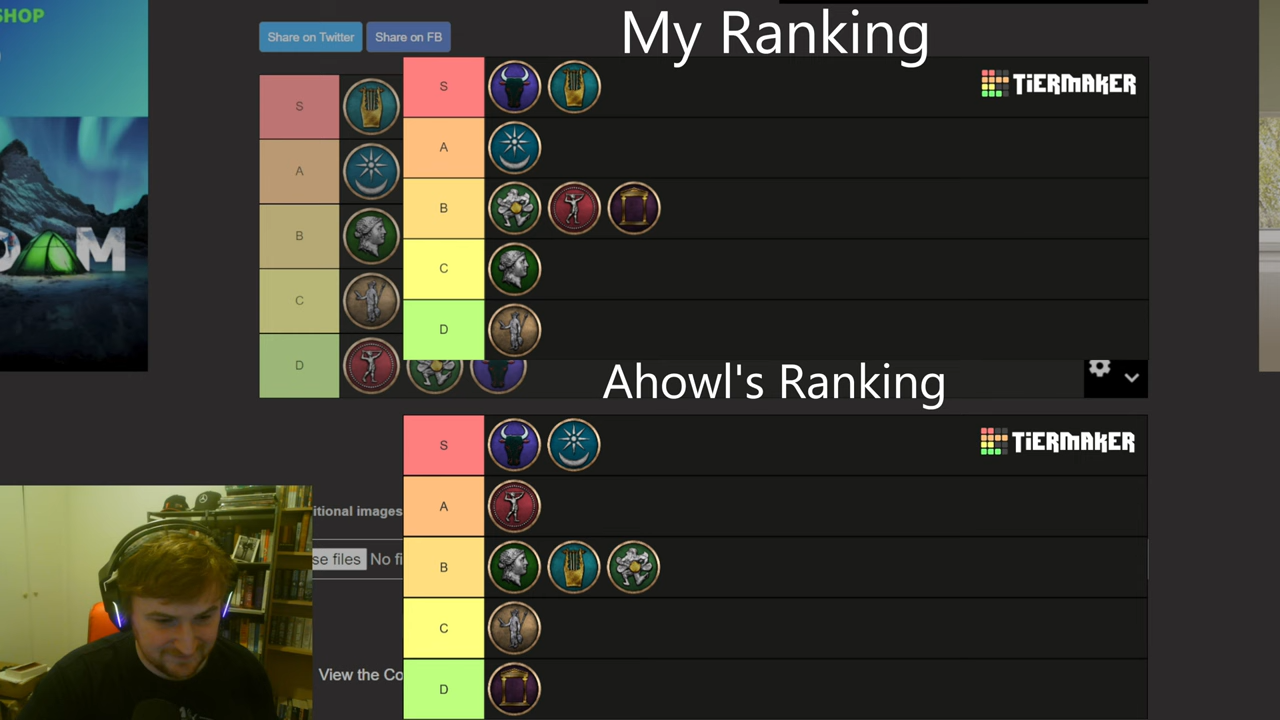 SHOP
Share on Twitter
Share on FB
My Ranking
S
A
B
C
D
S
A
B
C
D
TIERMAKER
OAM
Ahowl's Ranking
S
A
B
C
D
TIERMAKER
itional images
se files No fi
View the Co